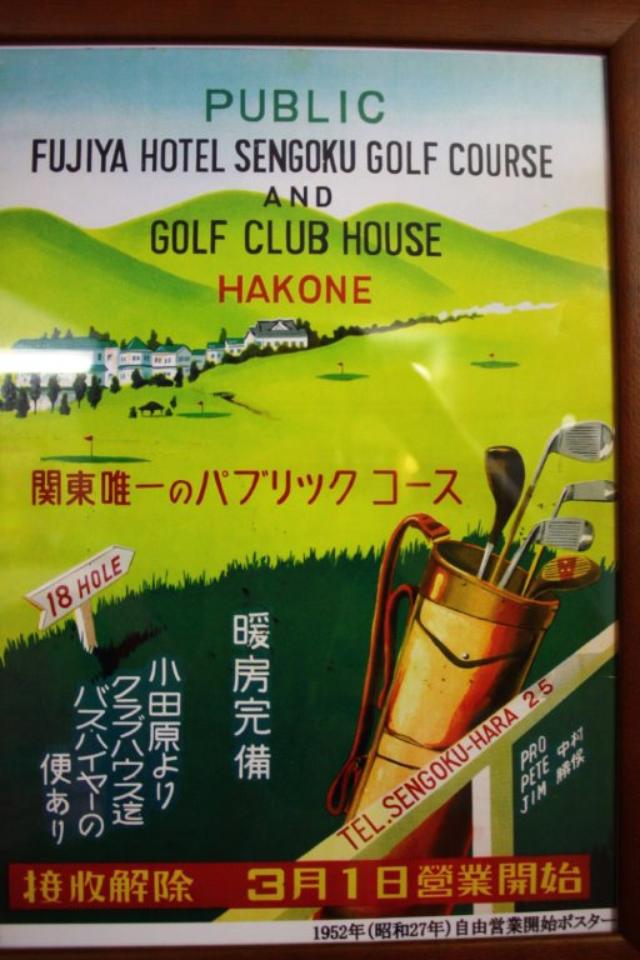 PUBLIC
FUJIYA HOTEL SENGOKU GOLF COURSE
AND
GOLF CLUB HOUSE
HAKONE
関東唯一のパブリック コース
18 HOLE
暖房完備
小田原より
クラブハウス迄
バスハイヤーの
便あり
TEL.SENGOKU-HARA 25
PRO
PETE 中村
JIM
接收解除 3月1日営業開始
1952年(昭和27年)自由営業開始ポスター